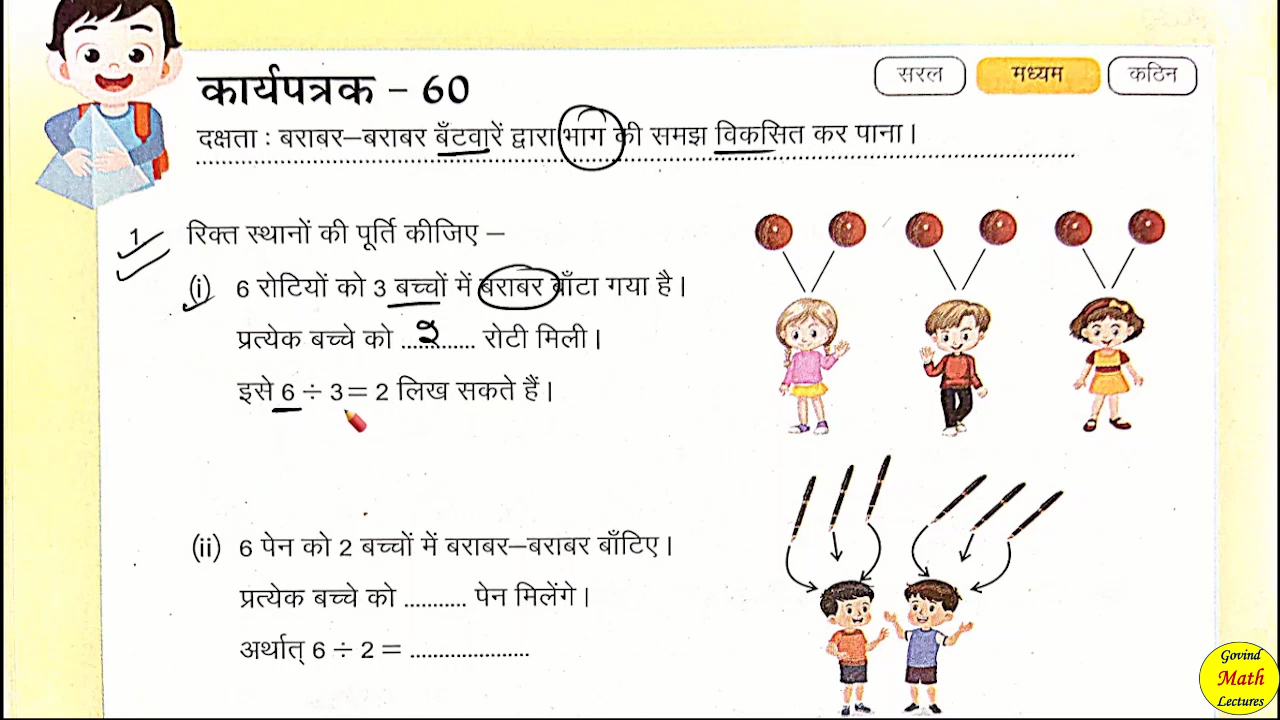 कार्यपत्रक – 60
सरल मध्यम कठिन
दक्षता : बराबर–बराबर बँटवारें द्वारा भाग की समझ विकसित कर पाना।
1 रिक्त स्थानों की पूर्ति कीजिए –
(i) 6 रोटियों को 3 बच्चों में बराबर बाँटा गया है।
प्रत्येक बच्चे को ....२........ रोटी मिली।
इसे 6 ÷ 3 = 2 लिख सकते हैं।
(ii) 6 पेन को 2 बच्चों में बराबर–बराबर बाँटिए।
प्रत्येक बच्चे को ........... पेन मिलेंगे।
अर्थात् 6 ÷ 2 = .....................
Govind
Math
Lectures